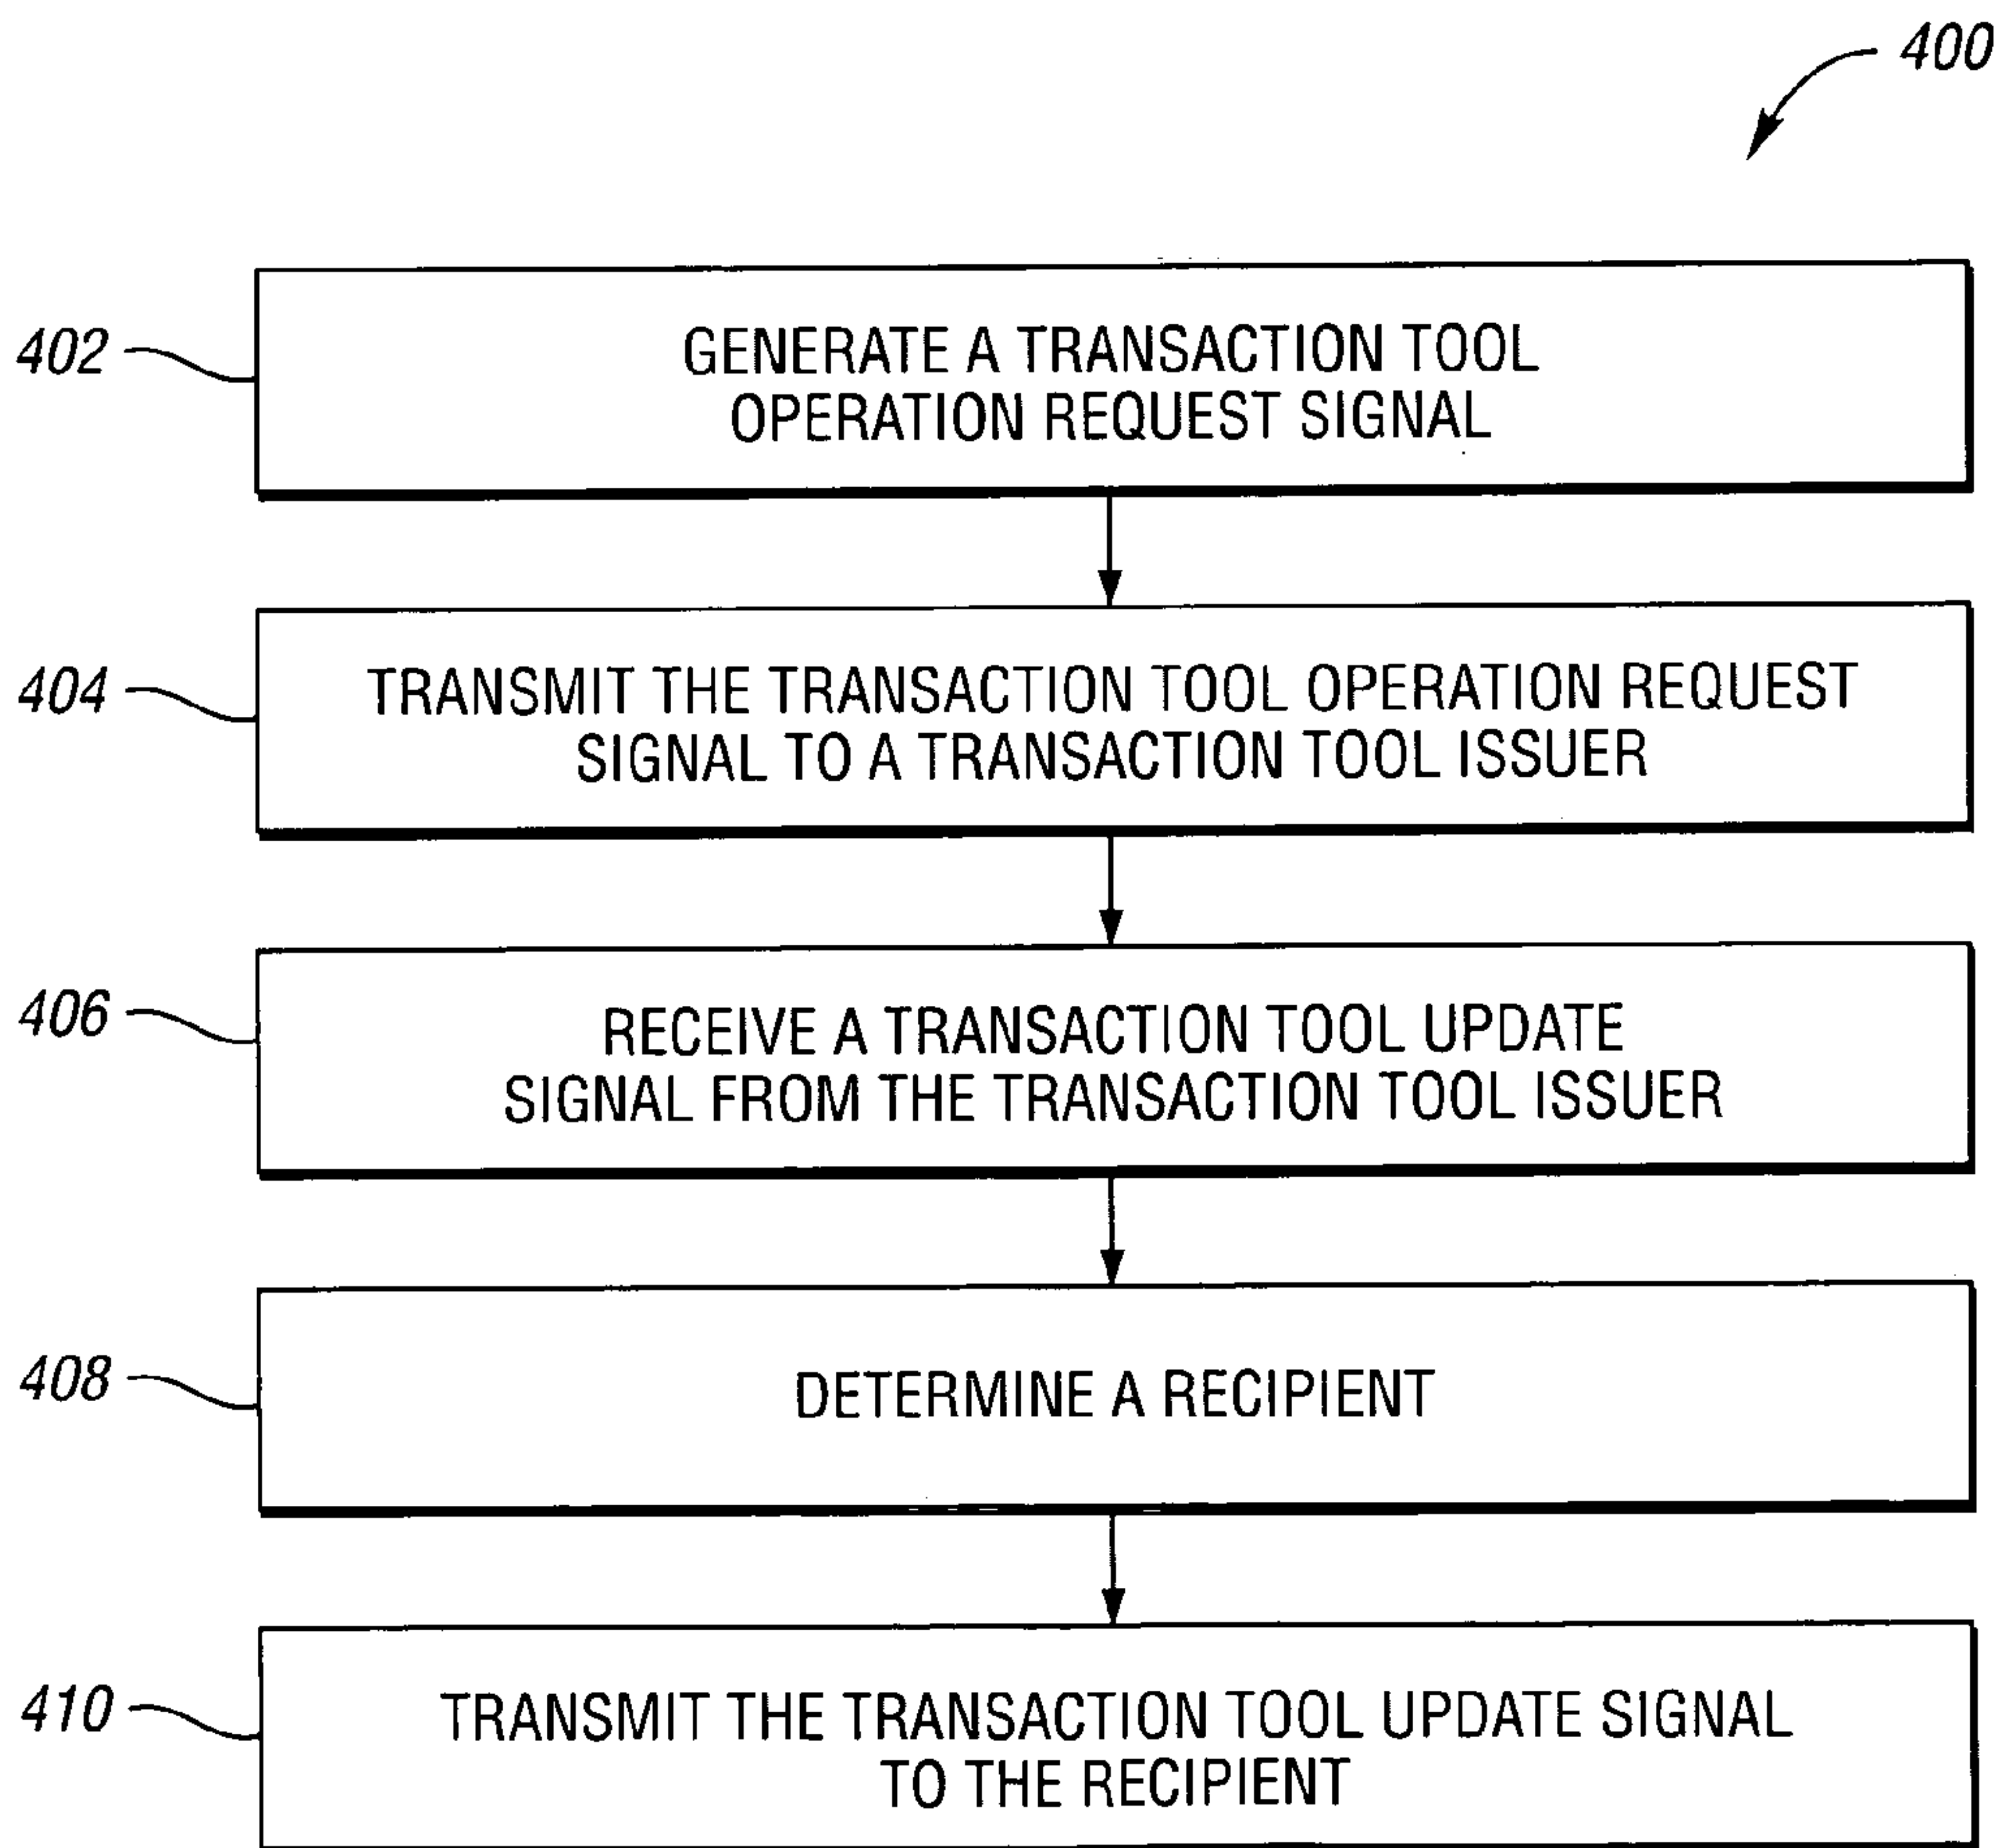 400
402
GENERATE A TRANSACTION TOOL
OPERATION REQUEST SIGNAL
404
TRANSMIT THE TRANSACTION TOOL OPERATION REQUEST
SIGNAL TO A TRANSACTION TOOL ISSUER
406
RECEIVE A TRANSACTION TOOL UPDATE
SIGNAL FROM THE TRANSACTION TOOL ISSUER
408
DETERMINE A RECIPIENT
410
TRANSMIT THE TRANSACTION TOOL UPDATE SIGNAL
TO THE RECIPIENT